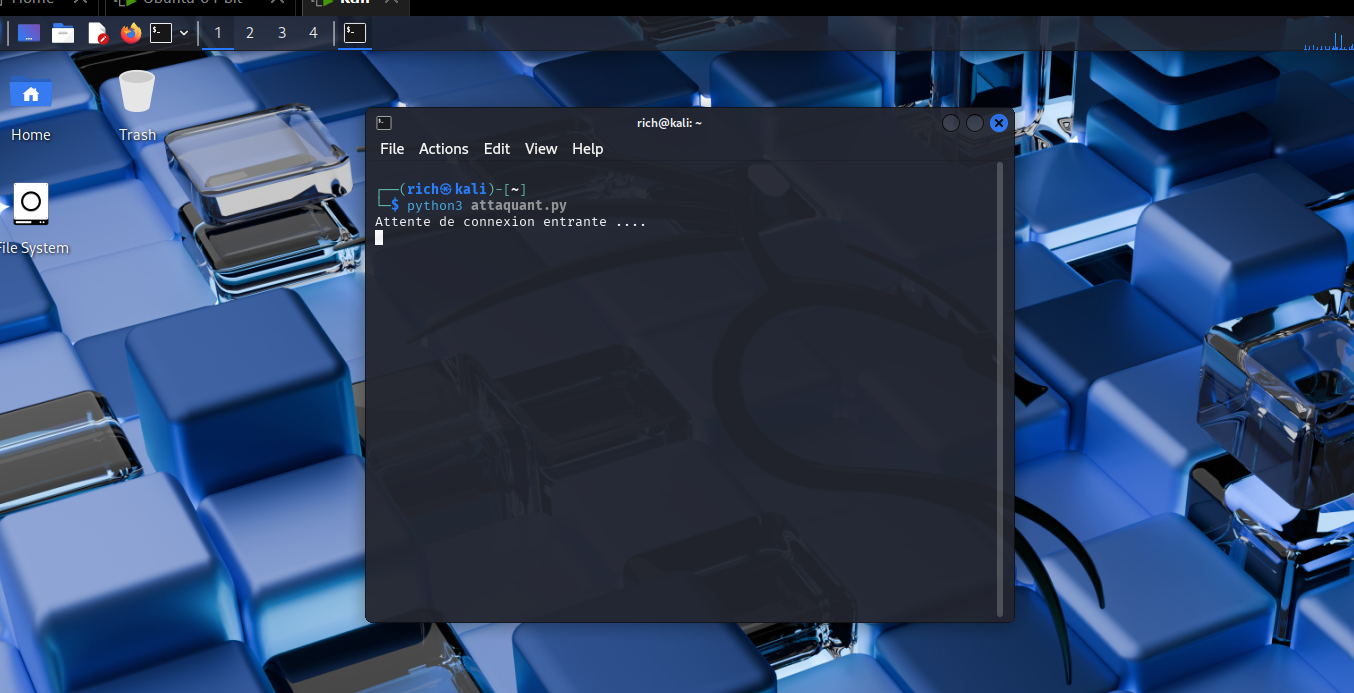 Home
Ubuntu 64-bit
Kali
1 2 3 4
Home
Trash
File System
rich@kali: ~
File Actions Edit View Help
┌──(rich㉿kali)-[~]
└─$ python3 attaquant.py
Attente de connexion entrante ....